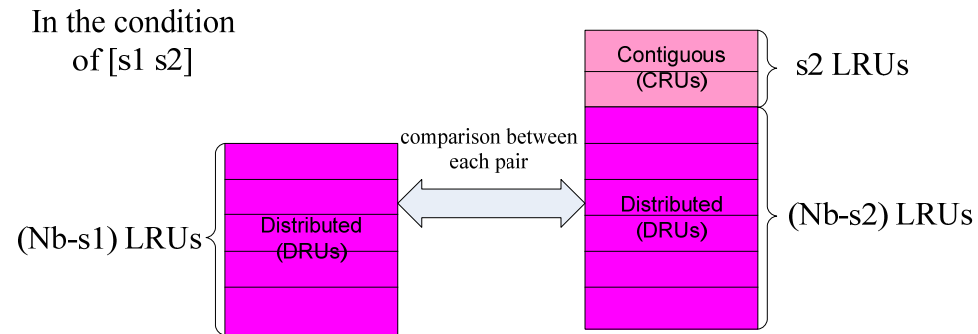 In the condition
of [s1 s2]
Contiguous
(CRUs)
s2 LRUs
comparison between
each pair
(Nb-s1) LRUs
Distributed
(DRUs)
Distributed
(DRUs)
(Nb-s2) LRUs